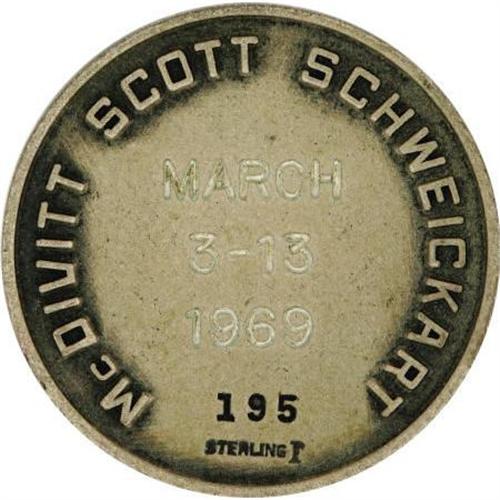 McDIVITT SCOTT SCHWEICKART
MARCH
3-13
1969
195
STERLING